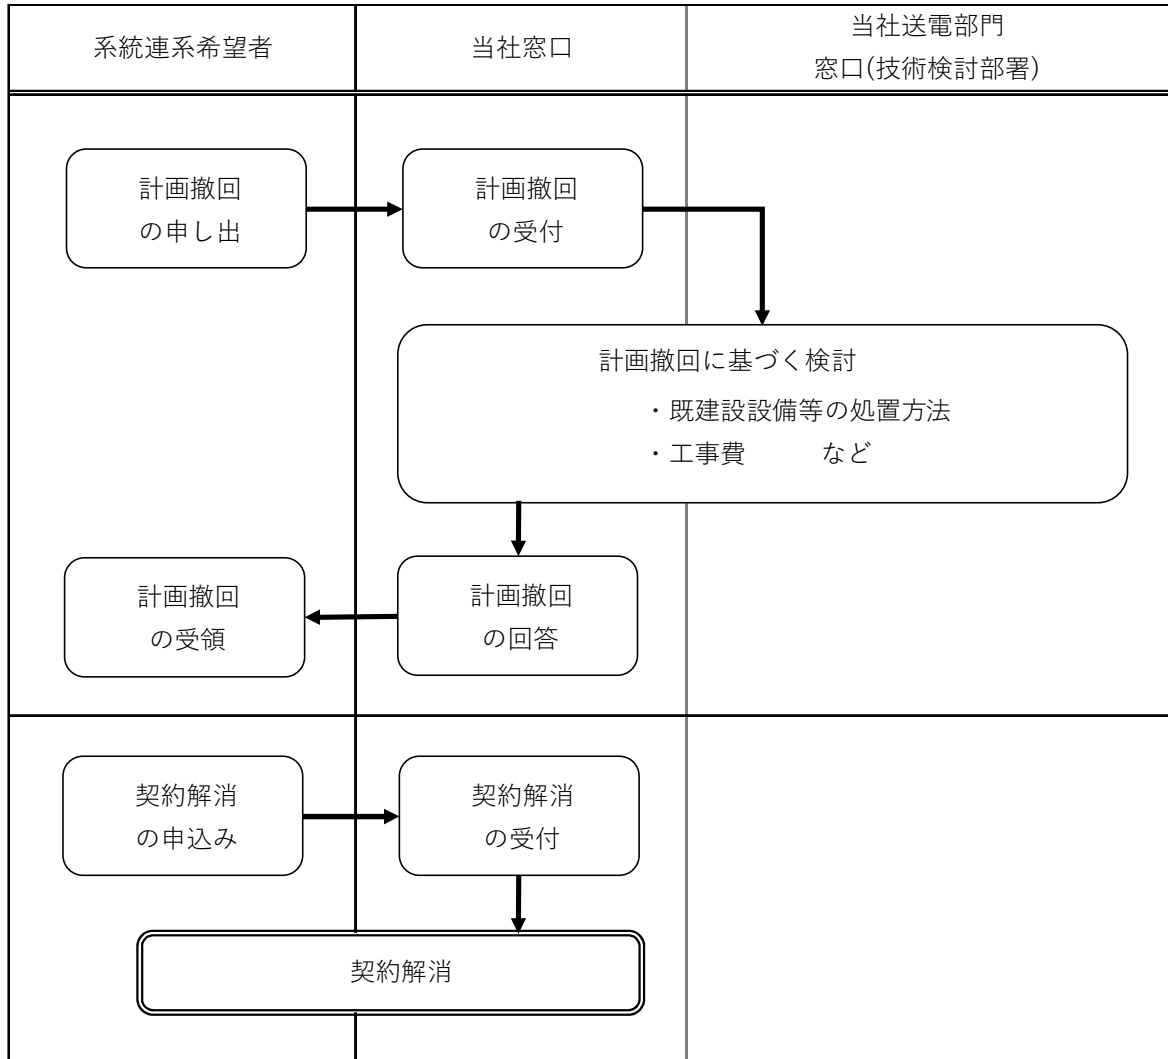 系統連系希望者
当社窓口
当社送電部門
窓口(技術検討部署)
計画撤回
の申し出
計画撤回
の受付
計画撤回に基づく検討
・既建設設備等の処置方法
・工事費　　　など
計画撤回
の受領
計画撤回
の回答
契約解消
の申込み
契約解消
の受付
契約解消